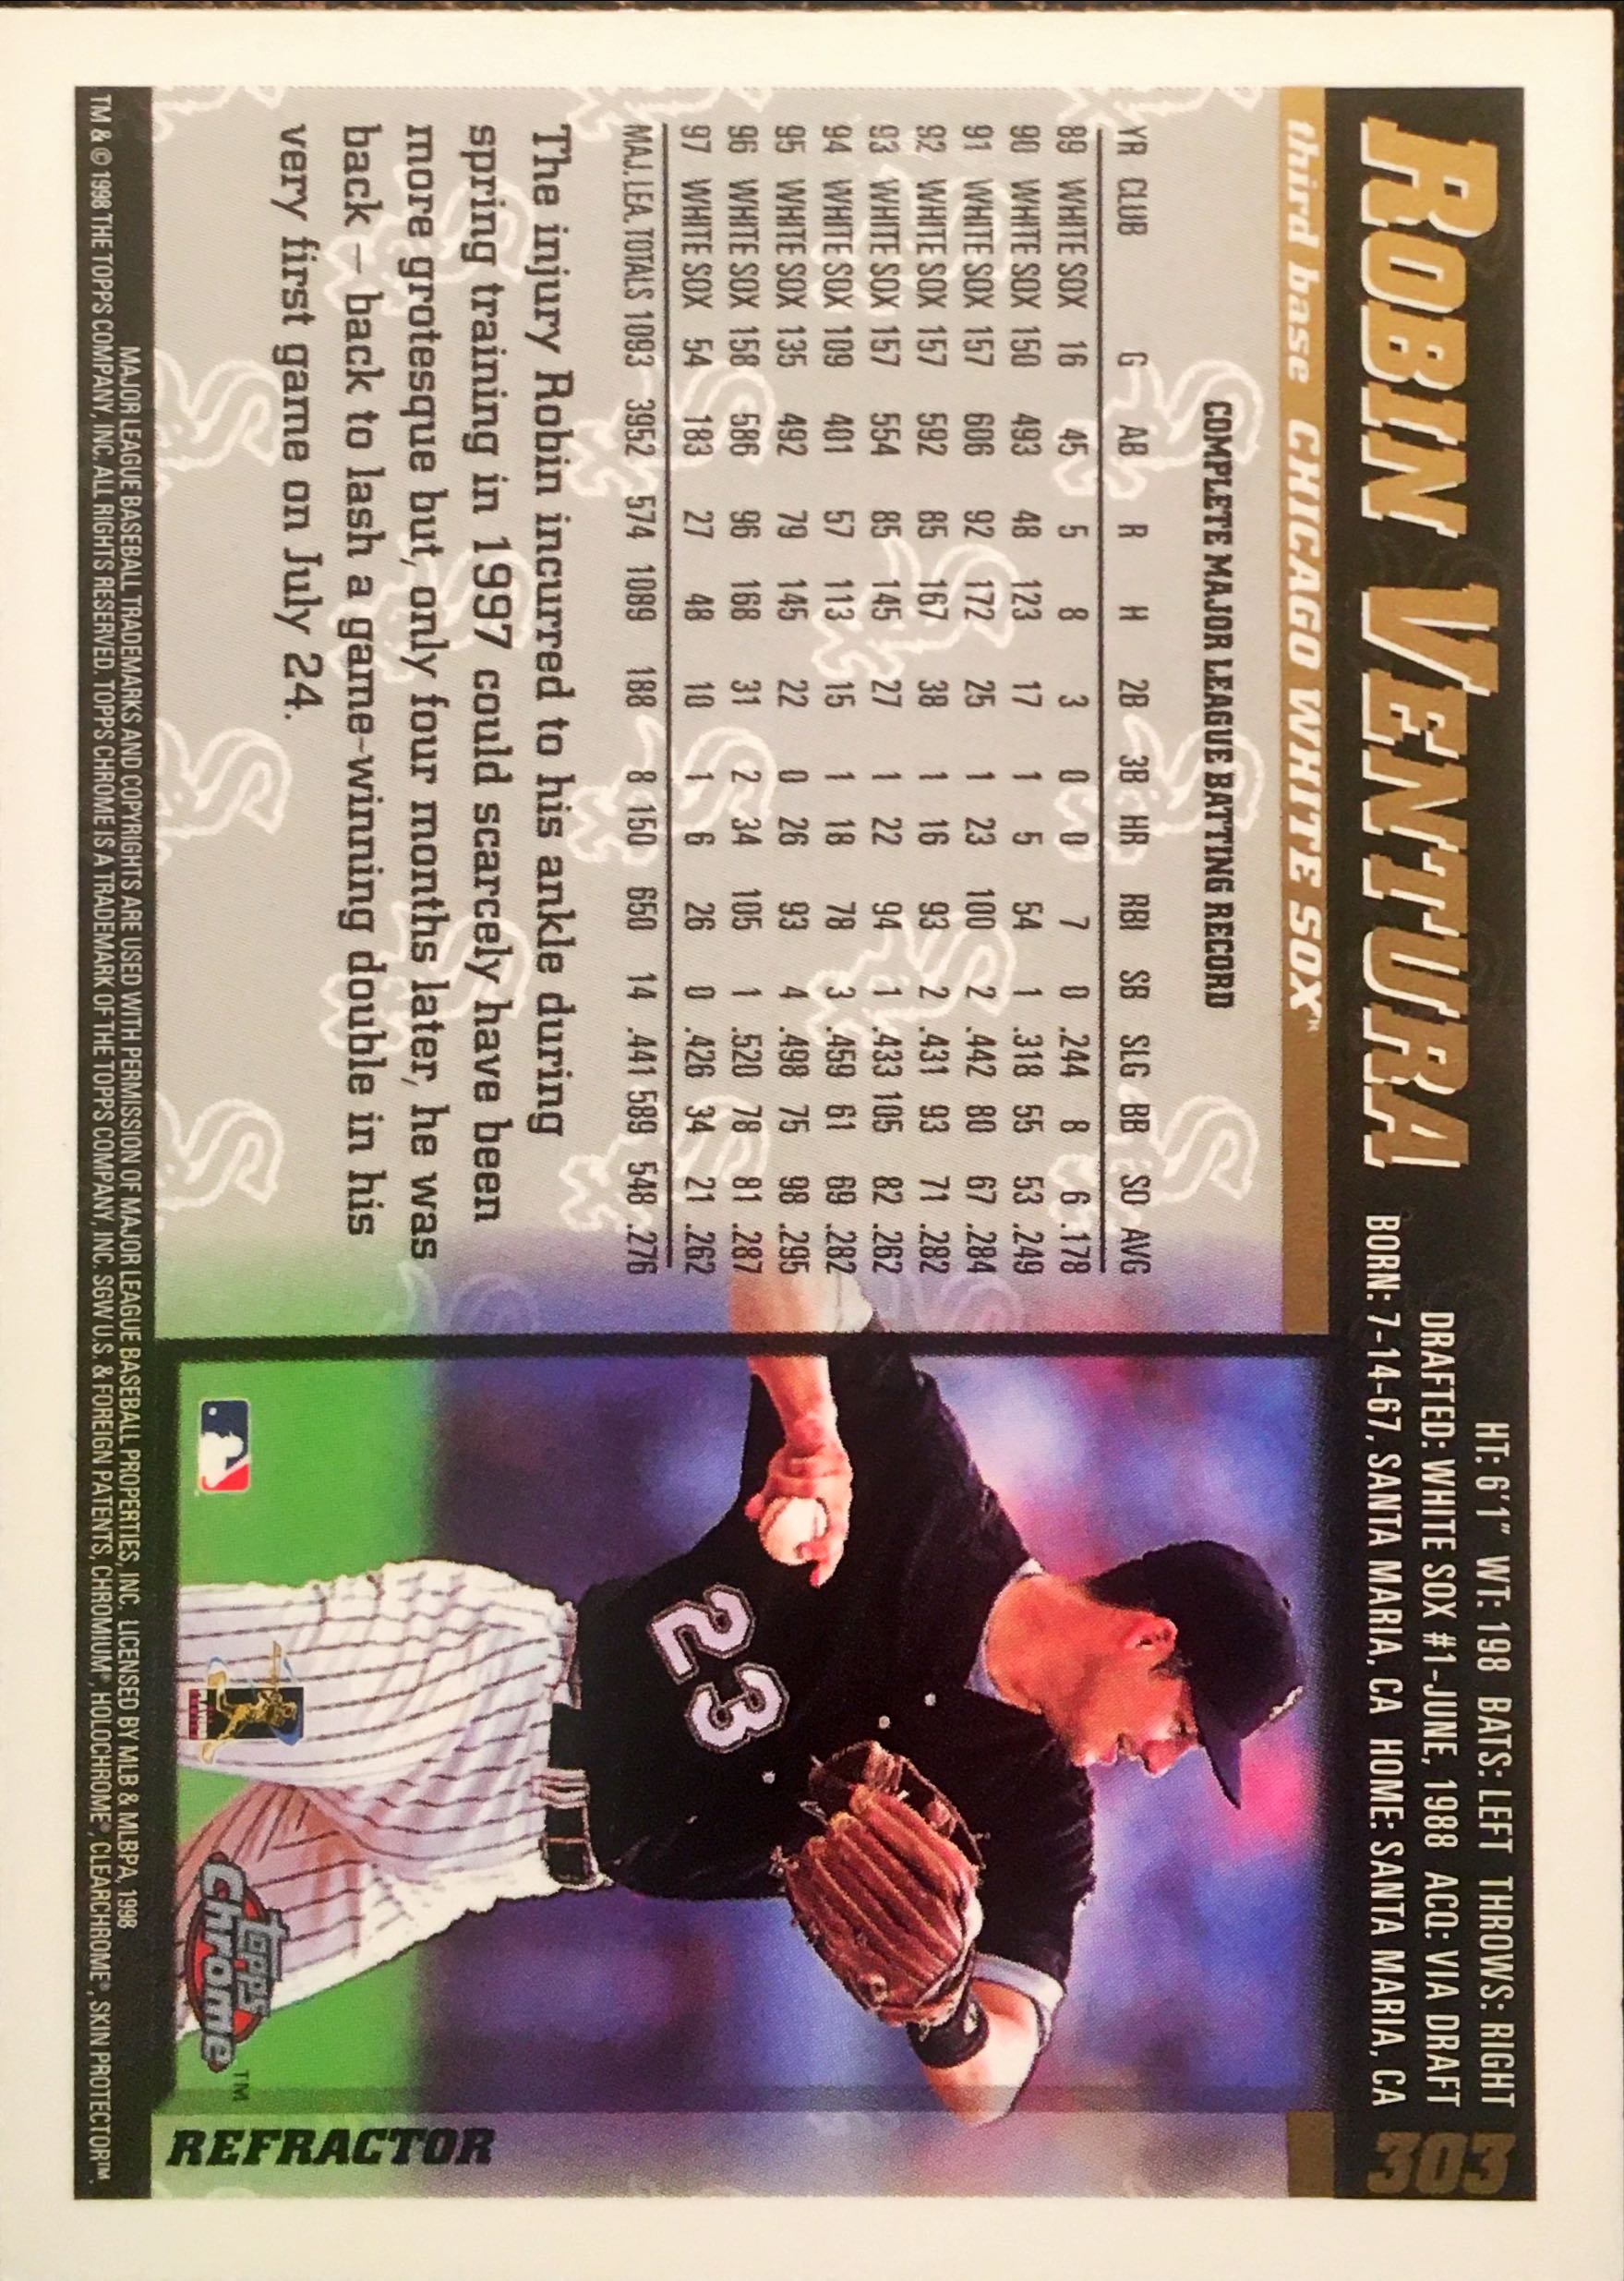 ROBIN VENTURA
HT: 6'1" WT: 198 BATS: LEFT THROWS: RIGHT
DRAFTED: WHITE SOX #1-JUNE, 1988 ACQ: VIA DRAFT
BORN: 7-14-67, SANTA MARIA, CA HOME: SANTA MARIA, CA
303
third base CHICAGO WHITE SOX™
COMPLETE MAJOR LEAGUE BATTING RECORD
YR CLUB G AB R H 2B 3B HR RBI SB SLG BB SO AVG
89 WHITE SOX 16 45 5 8 3 0 0 7 0 .244 8 6 .178
90 WHITE SOX 150 493 48 123 17 1 5 54 1 .318 55 53 .249
91 WHITE SOX 157 606 92 172 25 1 23 100 2 .442 80 67 .284
92 WHITE SOX 157 592 85 167 38 1 16 93 2 .431 93 71 .282
93 WHITE SOX 157 554 85 145 27 1 22 94 1 .433 105 82 .262
94 WHITE SOX 109 401 57 113 15 1 18 78 3 .459 61 69 .282
95 WHITE SOX 135 492 79 145 22 0 26 93 4 .498 75 98 .295
96 WHITE SOX 158 586 96 168 31 2 34 105 1 .520 78 81 .287
97 WHITE SOX 54 183 27 48 10 1 6 26 0 .426 34 21 .262
MAJ. LEA. TOTALS 1093 3952 574 1089 188 8 150 650 14 .441 589 548 .276
The injury Robin incurred to his ankle during
spring training in 1997 could scarcely have been
more grotesque but, only four months later, he was
back – back to lash a game-winning double in his
very first game on July 24.
23
Topps
Chrome™
REFRACTOR
MAJOR LEAGUE BASEBALL TRADEMARKS AND COPYRIGHTS ARE USED WITH PERMISSION OF MAJOR LEAGUE BASEBALL PROPERTIES, INC. LICENSED BY MLB & MLBPA, 1998
TM & © 1998 THE TOPPS COMPANY, INC. ALL RIGHTS RESERVED. TOPPS CHROME IS A TRADEMARK OF THE TOPPS COMPANY, INC. SGW U.S. & FOREIGN PATENTS, CHROMIUM®, HOLOCHROME®, CLEARCHROME®, SKIN PROTECTOR™.